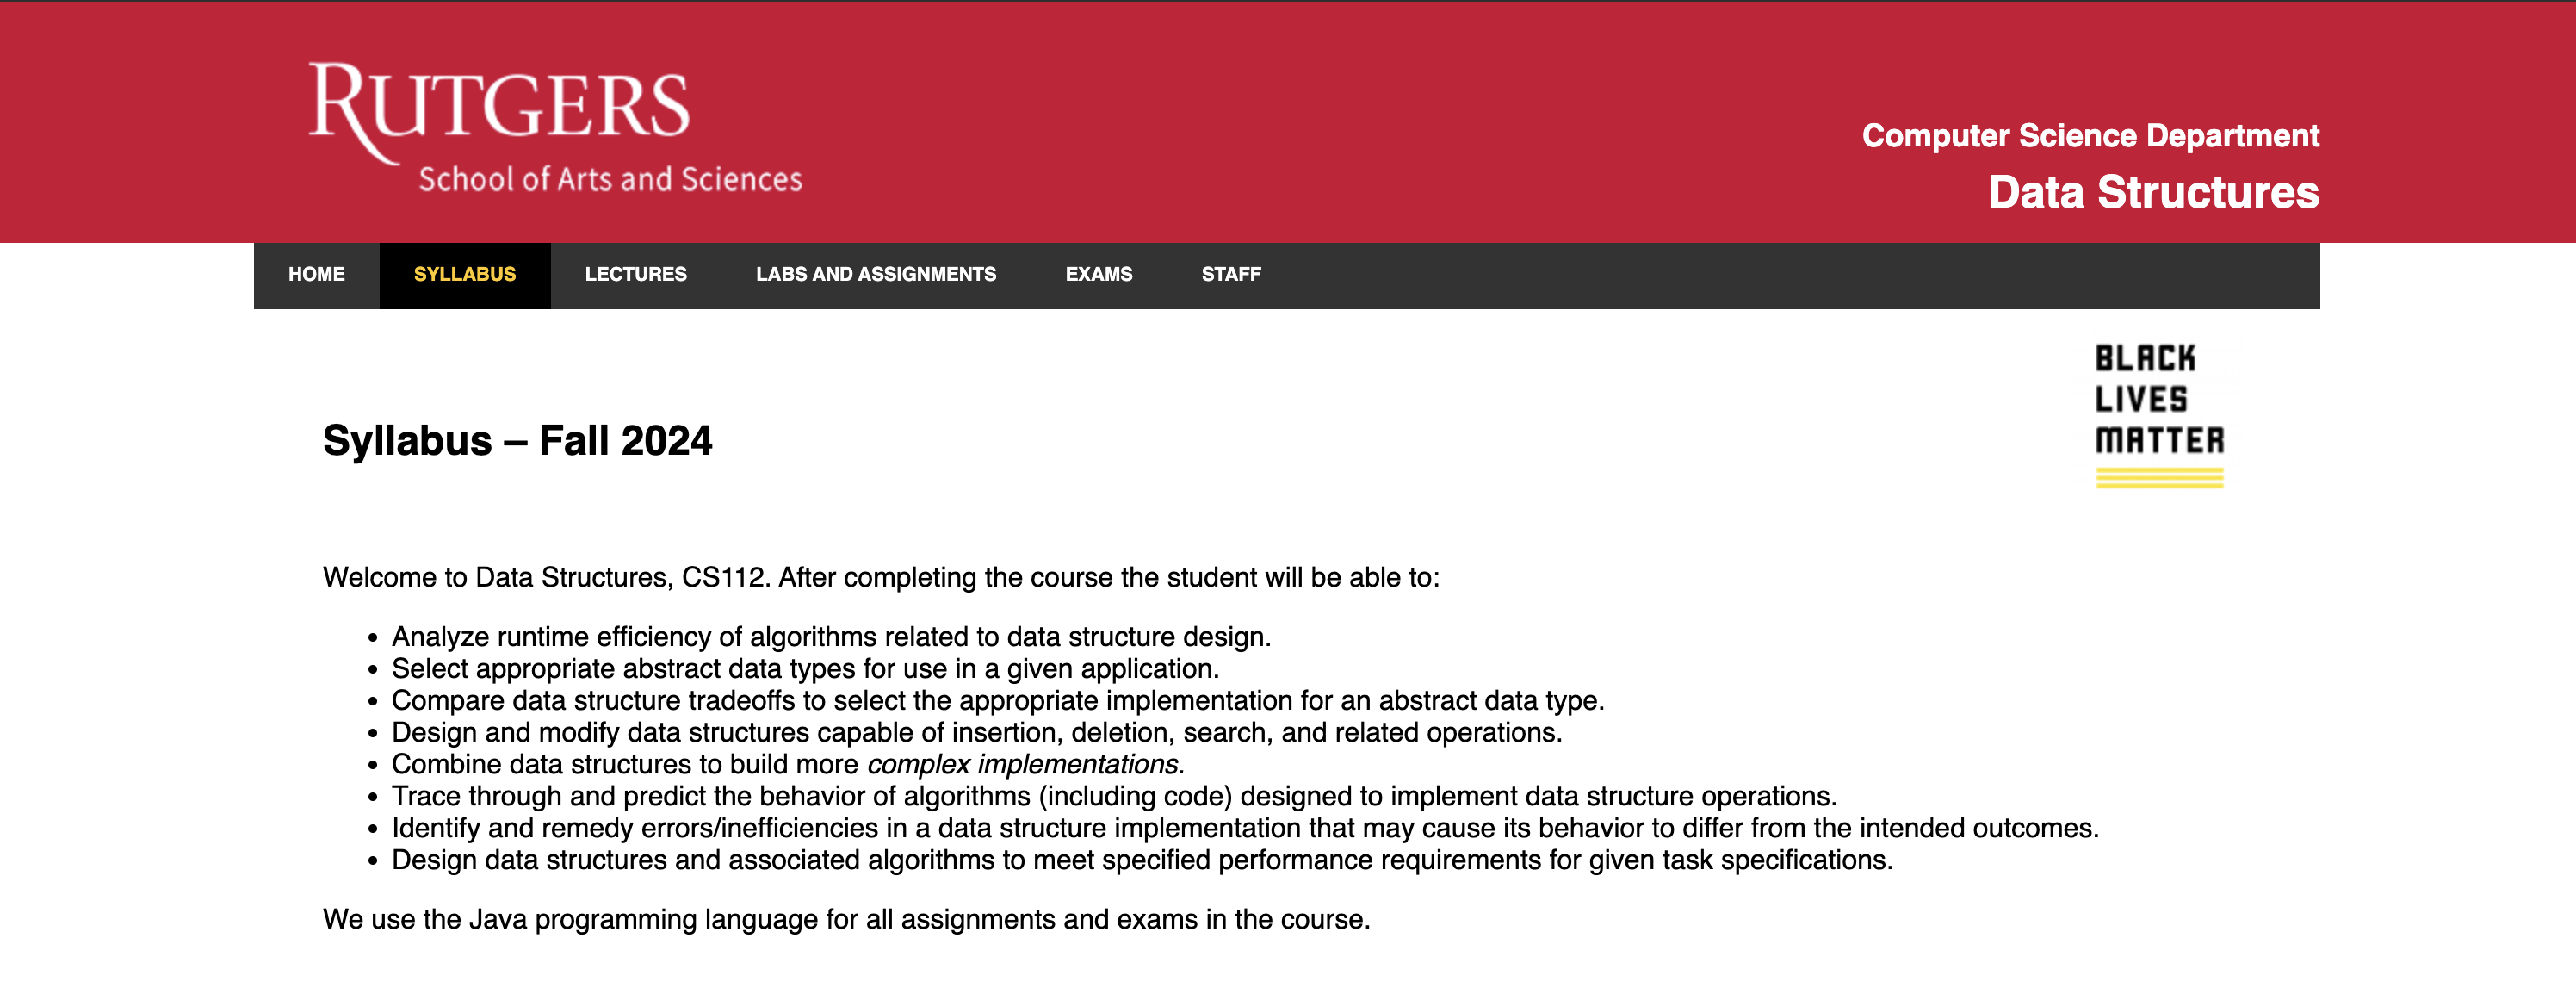 RUTGERS
School of Arts and Sciences
Computer Science Department
Data Structures
HOME SYLLABUS LECTURES LABS AND ASSIGNMENTS EXAMS STAFF
BLACK
LIVES
MATTER
Syllabus – Fall 2024
Welcome to Data Structures, CS112. After completing the course the student will be able to:
• Analyze runtime efficiency of algorithms related to data structure design.
• Select appropriate abstract data types for use in a given application.
• Compare data structure tradeoffs to select the appropriate implementation for an abstract data type.
• Design and modify data structures capable of insertion, deletion, search, and related operations.
• Combine data structures to build more complex implementations.
• Trace through and predict the behavior of algorithms (including code) designed to implement data structure operations.
• Identify and remedy errors/inefficiencies in a data structure implementation that may cause its behavior to differ from the intended outcomes.
• Design data structures and associated algorithms to meet specified performance requirements for given task specifications.
We use the Java programming language for all assignments and exams in the course.